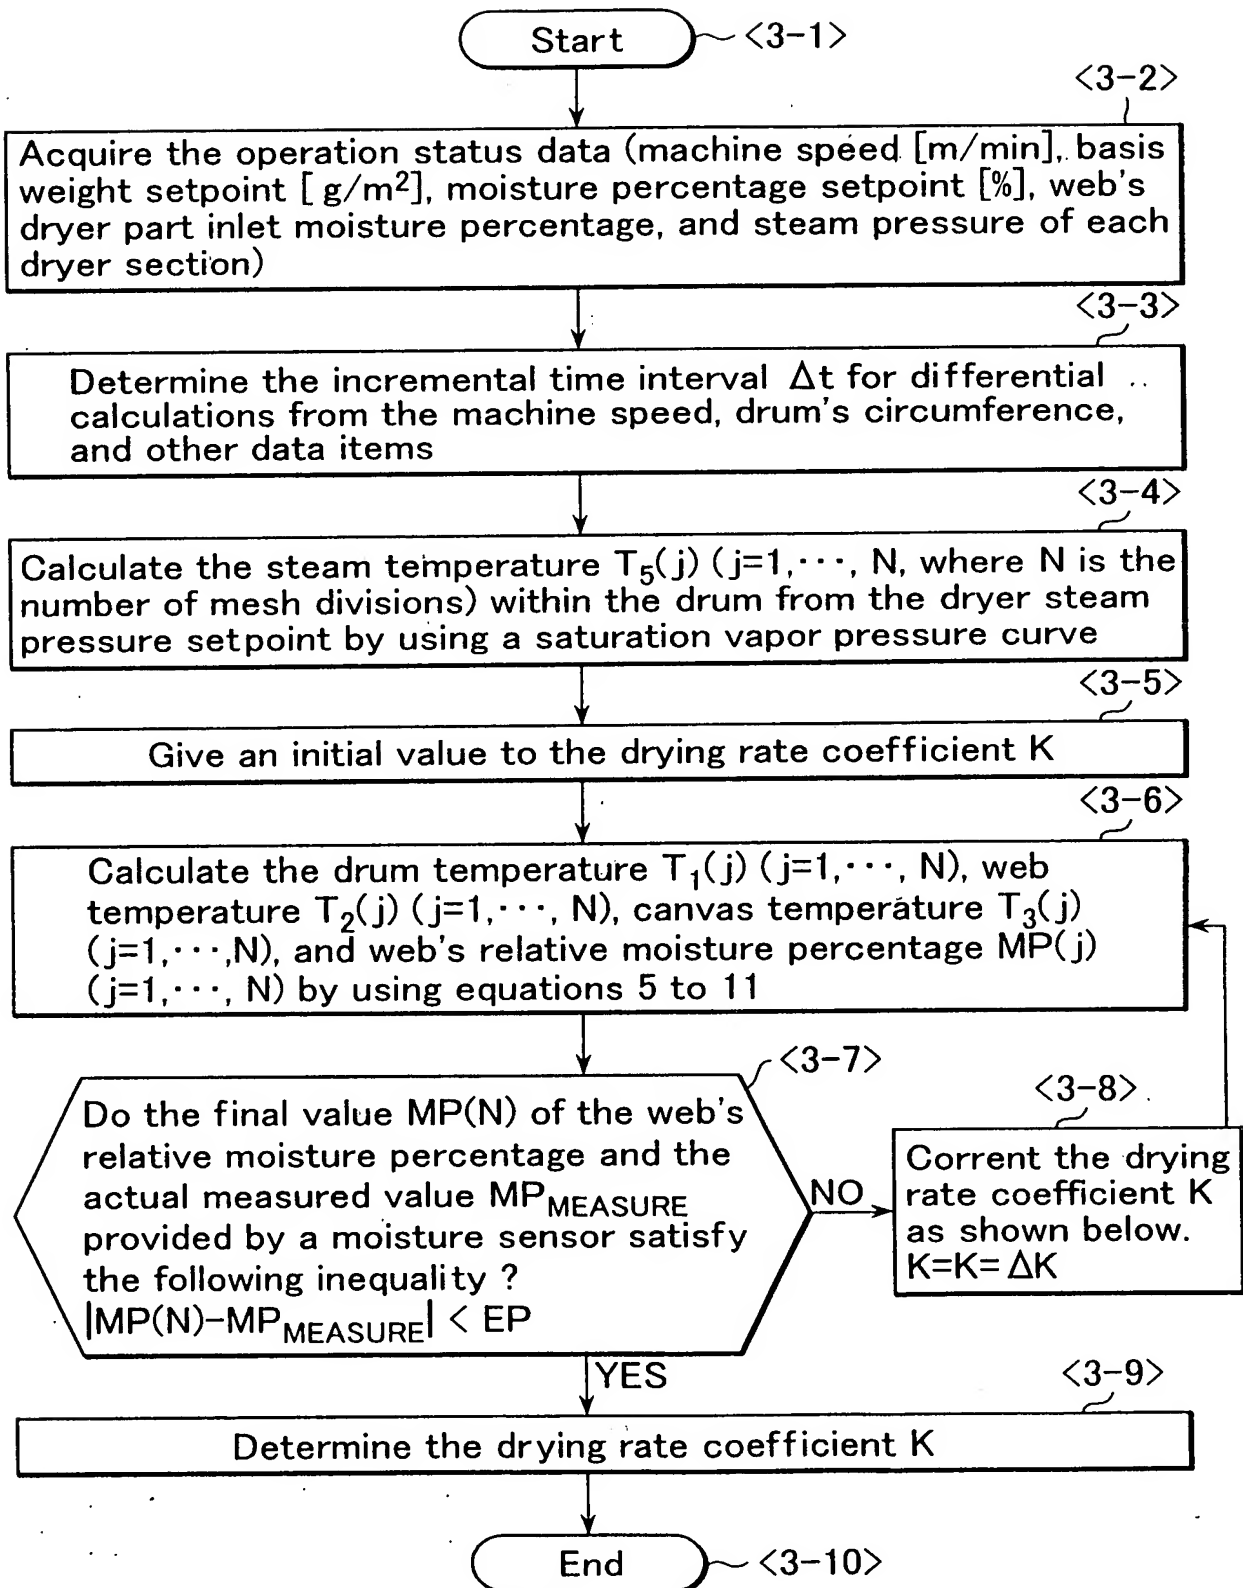 Start
<3-1>
<3-2>
Acquire the operation status data (machine speed [m/min], basis
weight setpoint [g/m²], moisture percentage setpoint [%], web's
dryer part inlet moisture percentage, and steam pressure of each
dryer section)
<3-3>
Determine the incremental time interval Δt for differential
calculations from the machine speed, drum's circumference,
and other data items
<3-4>
Calculate the steam temperature T₅(j) (j=1,···, N, where N is the
number of mesh divisions) within the drum from the dryer steam
pressure setpoint by using a saturation vapor pressure curve
<3-5>
Give an initial value to the drying rate coefficient K
<3-6>
Calculate the drum temperature T₁(j) (j=1,···, N), web
temperature T₂(j) (j=1,···, N), canvas temperature T₃(j)
(j=1,···,N), and web's relative moisture percentage MP(j)
(j=1,···, N) by using equations 5 to 11
<3-7>
Do the final value MP(N) of the web's
relative moisture percentage and the
actual measured value MP_MEASURE
provided by a moisture sensor satisfy
the following inequality ?
|MP(N)-MP_MEASURE| < EP
NO
<3-8>
Corrent the drying
rate coefficient K
as shown below.
K=K=ΔK
YES
<3-9>
Determine the drying rate coefficient K
End
<3-10>